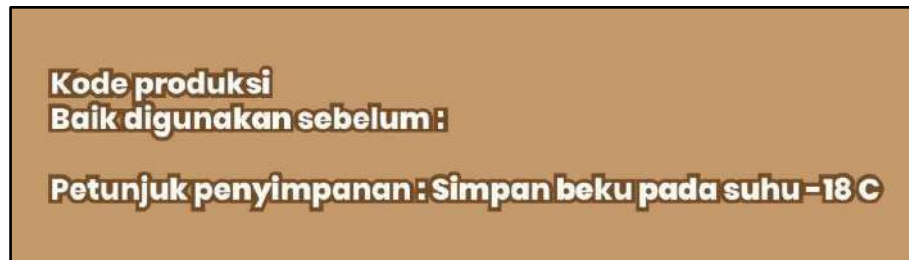 Kode produksi
Baik digunakan sebelum :
Petunjuk penyimpanan : Simpan beku pada suhu -18 C